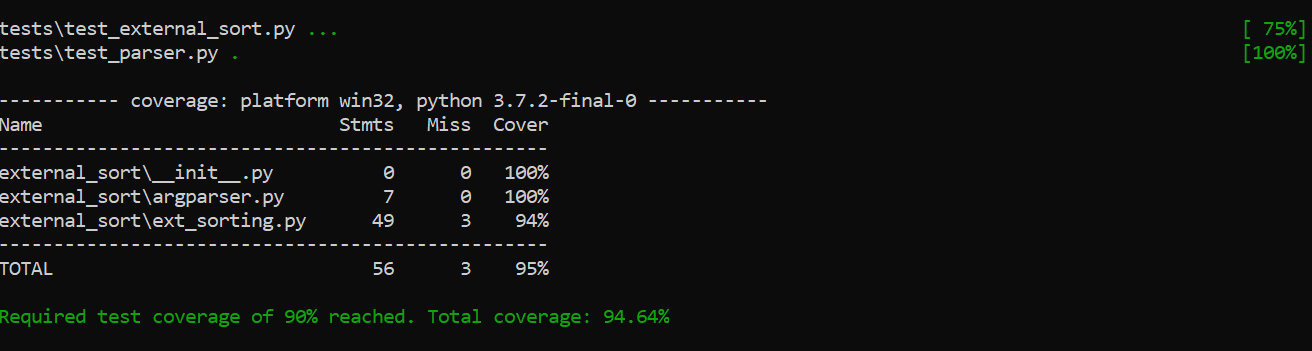 tests\test_external_sort.py ... [ 75%]
tests\test_parser.py . [100%]
----------- coverage: platform win32, python 3.7.2-final-0 -----------
Name Stmts Miss Cover
--------------------------------------------------
external_sort\__init__.py 0 0 100%
external_sort\argparser.py 7 0 100%
external_sort\ext_sorting.py 49 3 94%
--------------------------------------------------
TOTAL 56 3 95%
Required test coverage of 90% reached. Total coverage: 94.64%